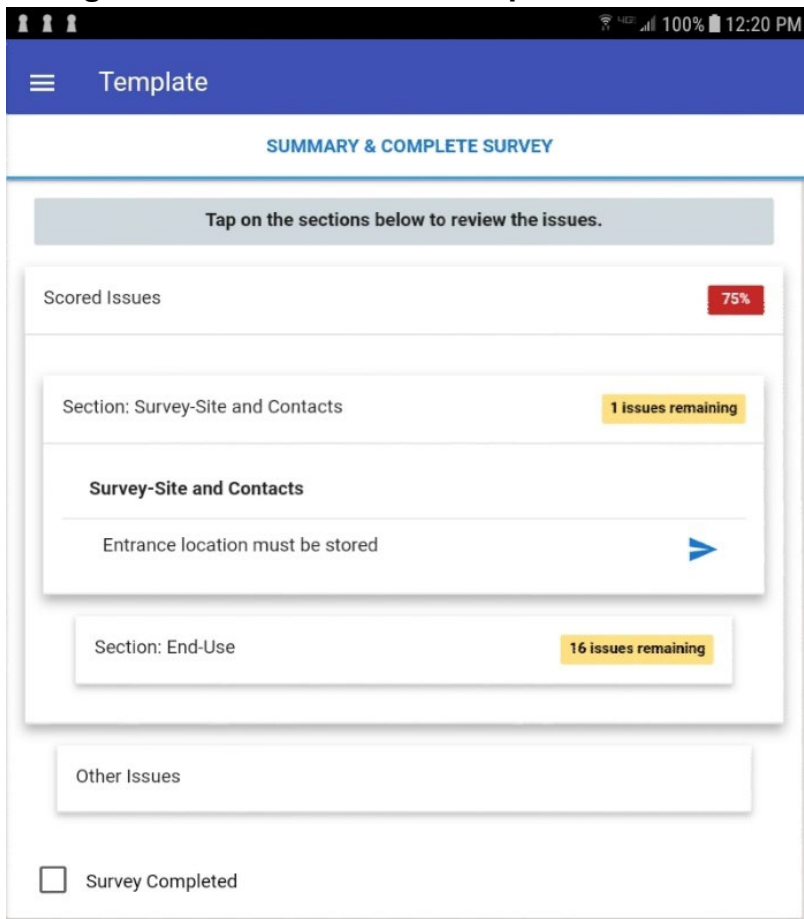 100% 12:20 PM
Template
SUMMARY & COMPLETE SURVEY
Tap on the sections below to review the issues.
Scored Issues 75%
Section: Survey-Site and Contacts 1 issues remaining
Survey-Site and Contacts
Entrance location must be stored
Section: End-Use 16 issues remaining
Other Issues
Survey Completed